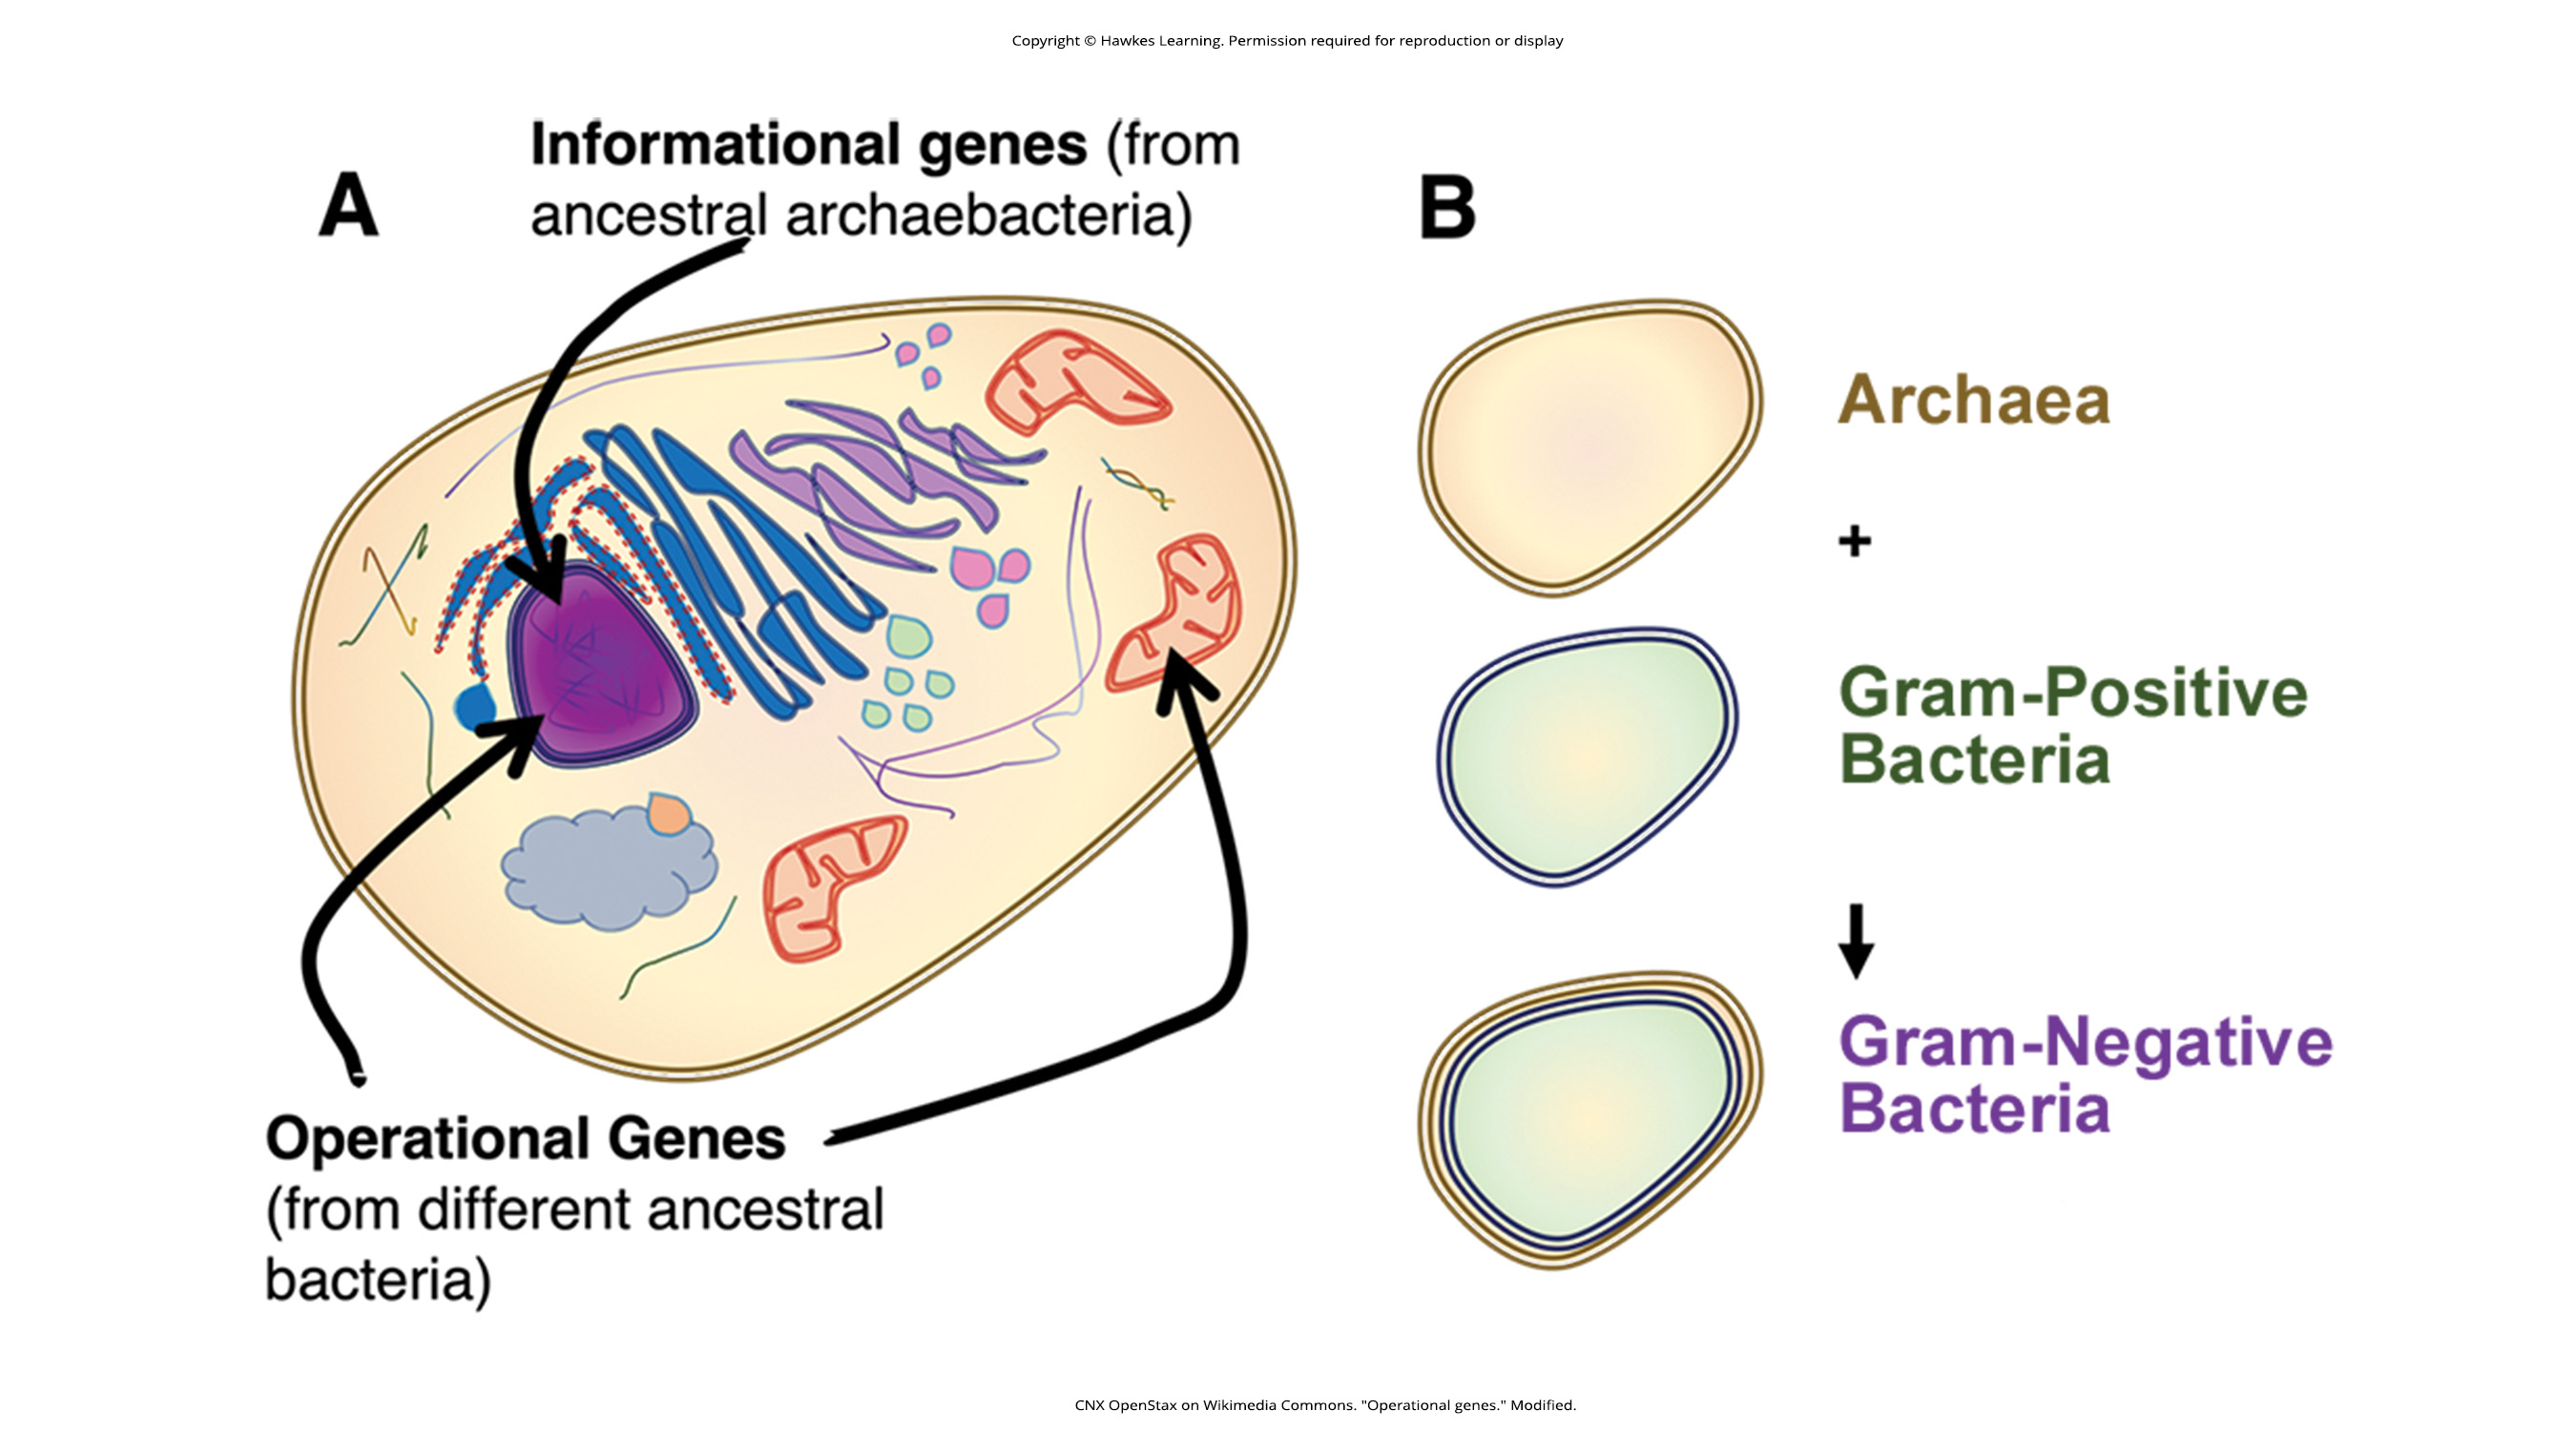 Copyright © Hawkes Learning. Permission required for reproduction or display
A
Informational genes (from
ancestral archaebacteria)
Operational Genes
(from different ancestral
bacteria)
B
Archaea
+
Gram-Positive
Bacteria
Gram-Negative
Bacteria
CNX OpenStax on Wikimedia Commons. "Operational genes." Modified.